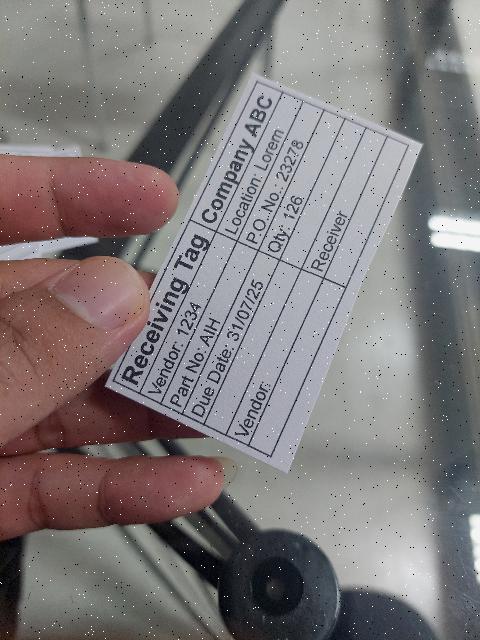 Receiving Tag Company ABC
Vendor: 1234 Location: Lorem
Part No: AIH P.O. No.: 23278
Due Date: 31/07/25 Qty: 126
Vendor: Receiver